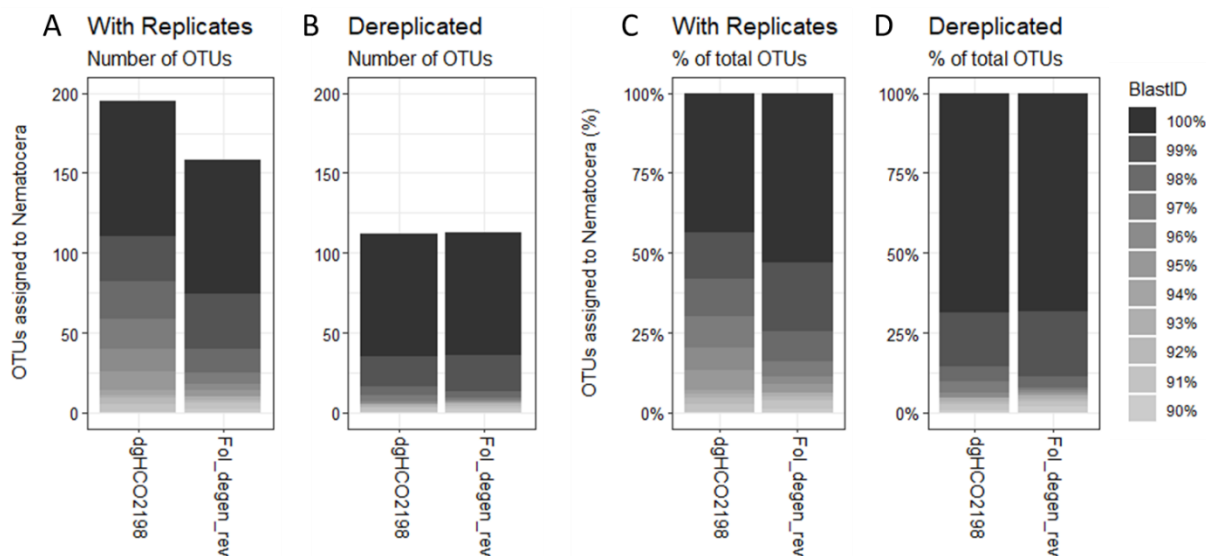 A With Replicates
Number of OTUs
B Dereplicated
Number of OTUs
C With Replicates
% of total OTUs
D Dereplicated
% of total OTUs
OTUs assigned to Nematocera
200
150
100
50
0
dgHCO2198
Fol_degen_rev
200
150
100
50
0
dgHCO2198
Fol_degen_rev
OTUs assigned to Nematocera (%)
100%
75%
50%
25%
0%
dgHCO2198
Fol_degen_rev
100%
75%
50%
25%
0%
dgHCO2198
Fol_degen_rev
BlastID
100%
99%
98%
97%
96%
95%
94%
93%
92%
91%
90%